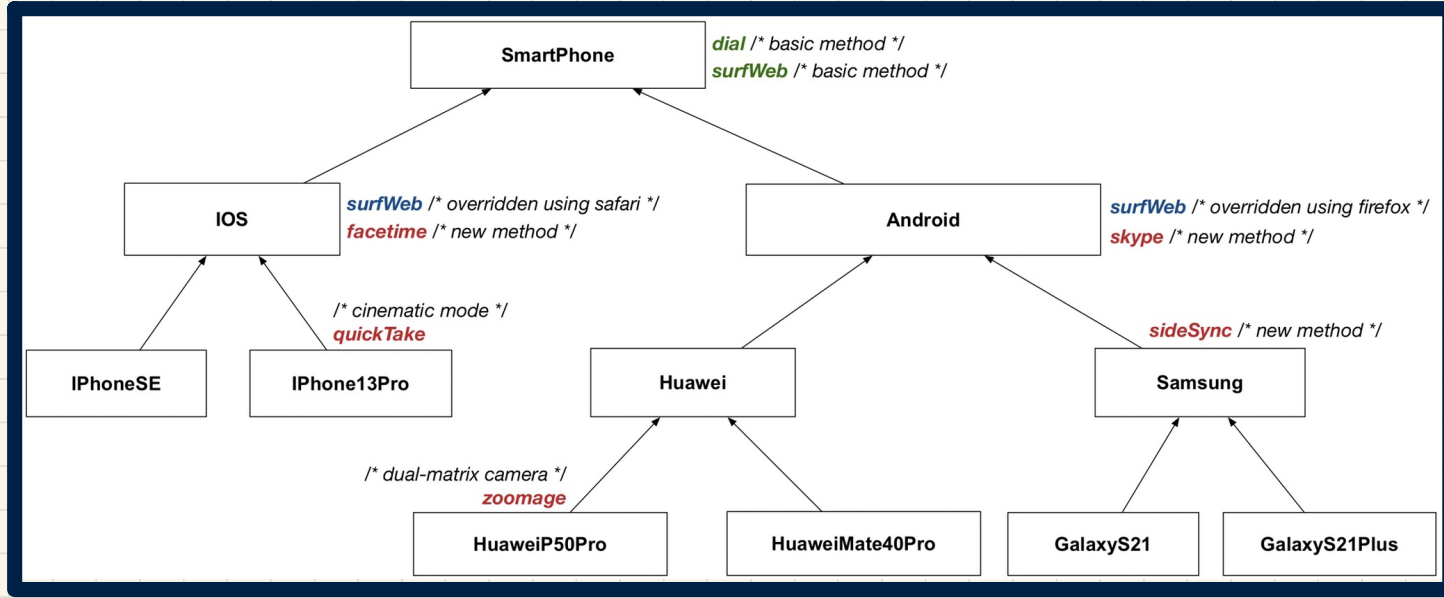 SmartPhone
dial /* basic method */
surfWeb /* basic method */
IOS
surfWeb /* overridden using safari */
facetime /* new method */
Android
surfWeb /* overridden using firefox */
skype /* new method */
/* cinematic mode */
quickTake
sideSync /* new method */
IPhoneSE
IPhone13Pro
Huawei
Samsung
/* dual-matrix camera */
zoomage
HuaweiP50Pro
HuaweiMate40Pro
GalaxyS21
GalaxyS21Plus